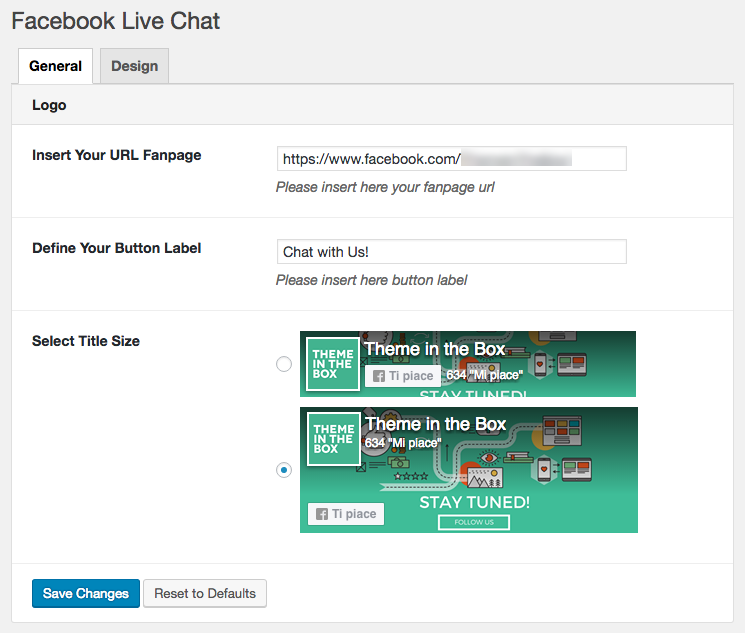 Facebook Live Chat
General
Design
Logo
Insert Your URL Fanpage
https://www.facebook.com/
Please insert here your fanpage url
Define Your Button Label
Chat with Us!
Please insert here button label
Select Title Size
THEME
IN THE
BOX
Theme in the Box
Ti piace
634 "Mi piace"
STAY TUNED!
THEME
IN THE
BOX
Theme in the Box
634 "Mi piace"
STAY TUNED!
Ti piace
FOLLOW US
Save Changes
Reset to Defaults